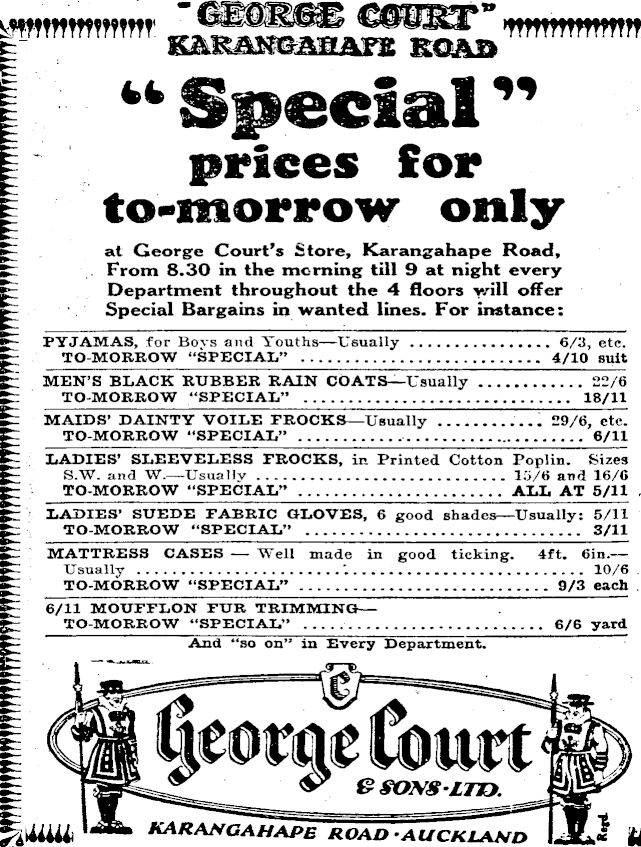 "GEORGE COURT"
KARANGAHAPE ROAD
"Special"
prices for
to-morrow only
at George Court's Store, Karangahape Road,
From 8.30 in the morning till 9 at night every
Department throughout the 4 floors will offer
Special Bargains in wanted lines. For instance:
PYJAMAS, for Boys and Youths—Usually ................ 6/3, etc.
TO-MORROW "SPECIAL" ............................ 4/10 suit
MEN'S BLACK RUBBER RAIN COATS—Usually ............ 22/6
TO-MORROW "SPECIAL" ................................ 18/11
MAIDS' DAINTY VOILE FROCKS—Usually ............ 29/6, etc.
TO-MORROW "SPECIAL" ................................ 6/11
LADIES' SLEEVELESS FROCKS, in Printed Cotton Poplin. Sizes
S.W. and W.—Usually ............................ 15/6 and 16/6
TO-MORROW "SPECIAL" ........................ ALL AT 5/11
LADIES' SUEDE FABRIC GLOVES, 6 good shades—Usually: 5/11
TO-MORROW "SPECIAL" ................................ 3/11
MATTRESS CASES — Well made in good ticking. 4ft. 6in.—
Usually ................................................ 10/6
TO-MORROW "SPECIAL" ............................ 9/3 each
6/11 MOUFFLON FUR TRIMMING—
TO-MORROW "SPECIAL" ............................ 6/6 yard
And "so on" in Every Department.
C
George Court
& SONS·LTD.
KARANGAHAPE ROAD·AUCKLAND
Regd.